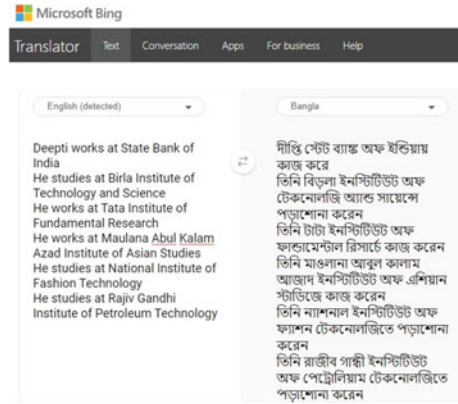 Microsoft Bing
Translator Text Conversation Apps For business Help
English (detected)
Bangla
Deepti works at State Bank of
India
He studies at Birla Institute of
Technology and Science
He works at Tata Institute of
Fundamental Research
He works at Maulana Abul Kalam
Azad Institute of Asian Studies
He studies at National Institute of
Fashion Technology
He studies at Rajiv Gandhi
Institute of Petroleum Technology
দীপ্তি স্টেট ব্যাঙ্ক অফ ইন্ডিয়ায়
কাজ করে
তিনি বিড়লা ইনস্টিটিউট অফ
টেকনোলজি অ্যান্ড সায়েন্সে
পড়াশোনা করেন
তিনি টাটা ইনস্টিটিউট অফ
ফান্ডামেন্টাল রিসার্চে কাজ করেন
তিনি মাওলানা আবুল কালাম
আজাদ ইনস্টিটিউট অফ এশিয়ান
স্টাডিজে কাজ করেন
তিনি ন্যাশনাল ইনস্টিটিউট অফ
ফ্যাশন টেকনোলজিতে পড়াশোনা
করেন
তিনি রাজীব গান্ধী ইনস্টিটিউট
অফ পেট্রোলিয়াম টেকনোলজিতে
পড়াশোনা করেন